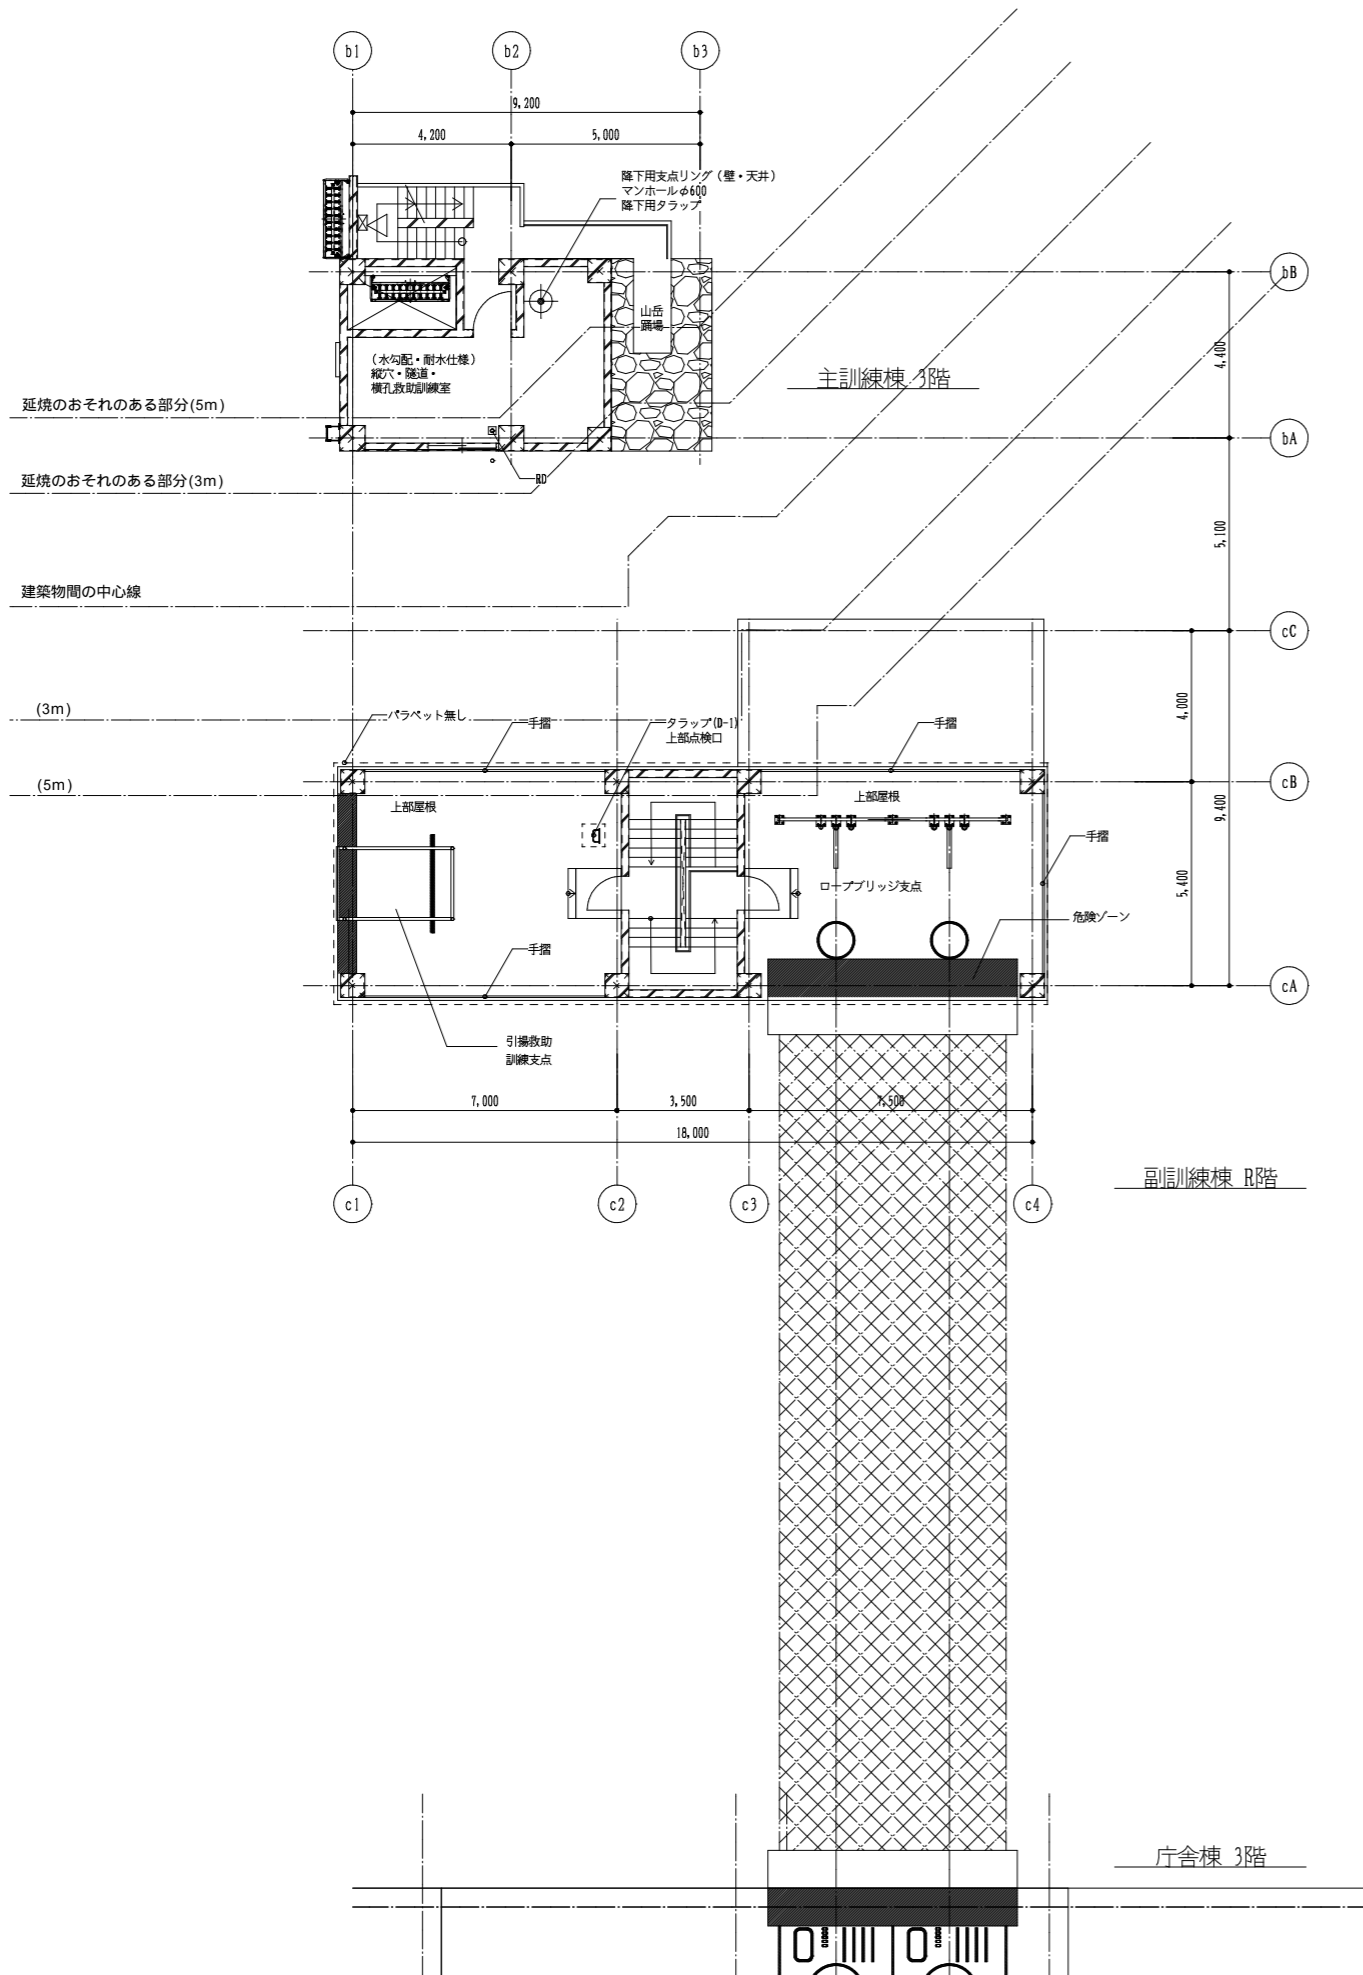 b1
b2
b3
9,200
4,200
5,000
降下用支点リング（壁・天井）
マンホールφ600
降下用タラップ
bB
山岳
踊場
4,400
（水勾配・耐水仕様）
縦穴・隧道・
横孔救助訓練室
主訓練棟 3階
延焼のおそれのある部分(5m)
bA
延焼のおそれのある部分(3m)
RD
5,100
建築物間の中心線
cC
(3m)
パラペット無し
手摺
タラップ(D-1)
上部点検口
手摺
4,000
(5m)
cB
上部屋根
上部屋根
9,400
手摺
ロープブリッジ支点
5,400
危険ゾーン
手摺
cA
引揚救助
訓練支点
7,000
3,500
7,500
18,000
副訓練棟 R階
c1
c2
c3
c4
庁舎棟 3階